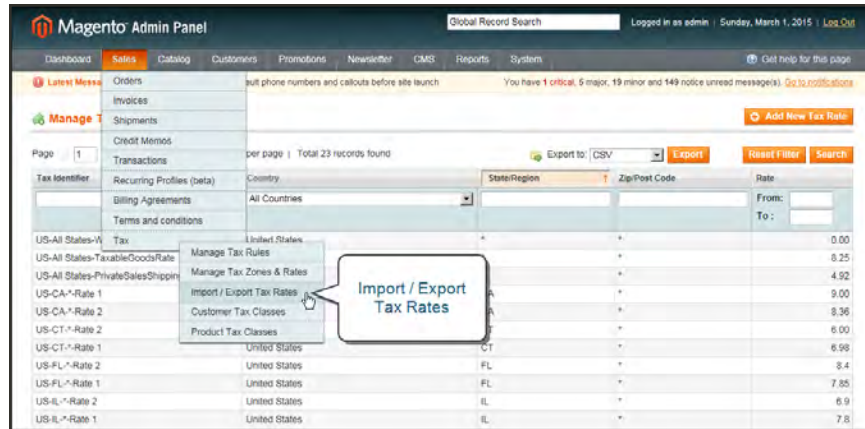 Magento Admin Panel
Global Record Search
Logged in as admin | Sunday, March 1, 2015 | Log Out
Dashboard Sales Catalog Customers Promotions Newsletter CMS Reports System
Get help for this page
Latest Messa
ult phone numbers and callouts before site launch
You have 1 critical, 5 major, 19 minor and 149 notice unread message(s). Go to notifications
Orders
Invoices
Shipments
Credit Memos
Transactions
Recurring Profiles (beta)
Billing Agreements
Terms and conditions
Tax
Manage Tax Rules
Manage Tax Zones & Rates
Import / Export Tax Rates
Customer Tax Classes
Product Tax Classes
Import / Export
Tax Rates
Manage T
Add New Tax Rule
Page 1
per page | Total 23 records found
Export to: CSV Export
Reset Filter Search
Tax Identifier Country State/Region Zip/Post Code Rate
All Countries From:
To :
US-All States-W United States * * 0.00
US-All States-TaxableGoodsRate * 8.25
US-All States-PrivateSalesShippin * 4.92
US-CA-*-Rate 1 A * 9.00
US-CA-*-Rate 2 A * 8.36
US-CT-*-Rate 2 T * 6.00
US-CT-*-Rate 1 United States CT * 6.98
US-FL-*-Rate 2 United States FL * 8.4
US-FL-*-Rate 1 United States FL * 7.85
US-IL-*-Rate 2 United States IL * 6.9
US-IL-*-Rate 1 United States IL * 7.8